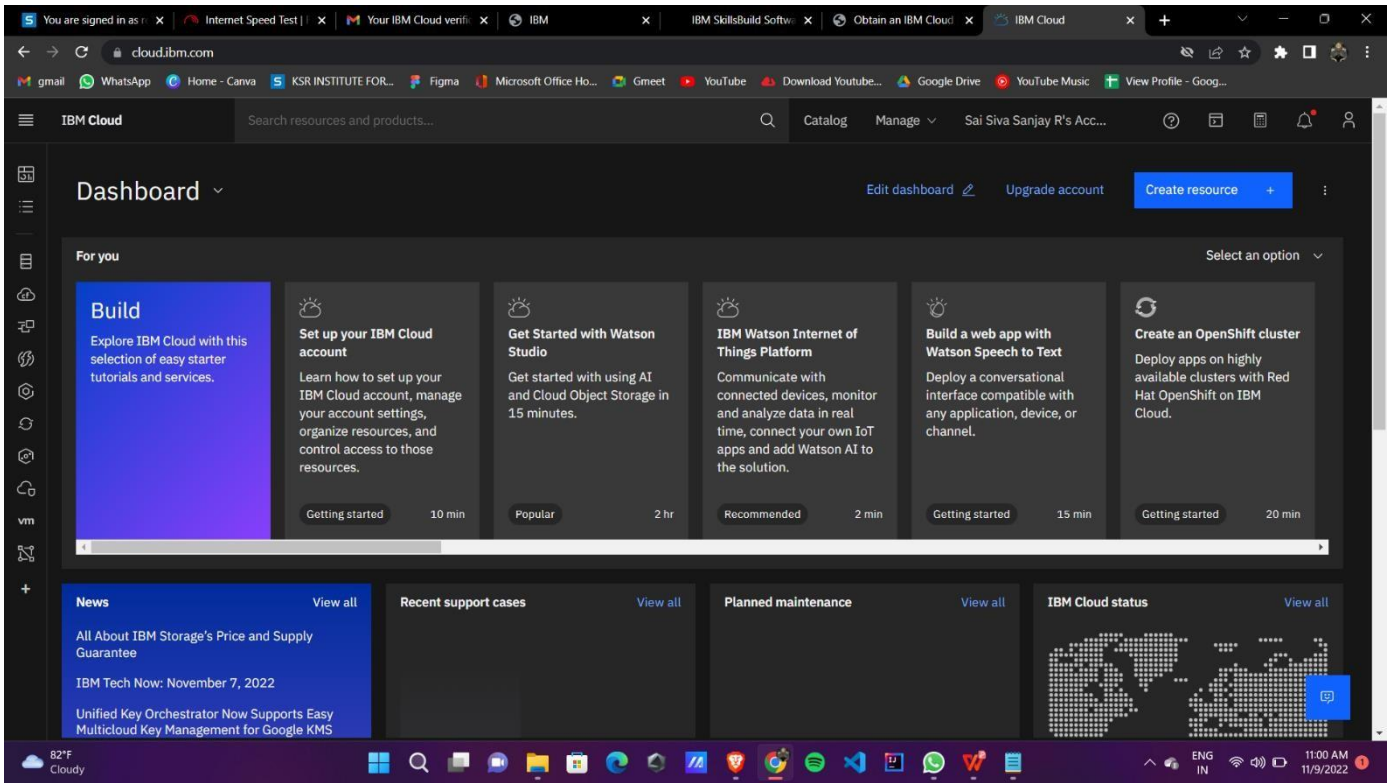 You are signed in as r
Internet Speed Test |
Your IBM Cloud verific
IBM
IBM SkillsBuild Softwa
Obtain an IBM Cloud
IBM Cloud
cloud.ibm.com
gmail
WhatsApp
Home - Canva
KSR INSTITUTE FOR...
Figma
Microsoft Office Ho...
Gmeet
YouTube
Download Youtube...
Google Drive
YouTube Music
View Profile - Goog...
IBM Cloud
Search resources and products...
Catalog
Manage
Sai Siva Sanjay R's Acc...
Dashboard
Edit dashboard
Upgrade account
Create resource +
For you
Select an option
Build
Explore IBM Cloud with this
selection of easy starter
tutorials and services.
Set up your IBM Cloud
account
Learn how to set up your
IBM Cloud account, manage
your account settings,
organize resources, and
control access to those
resources.
Getting started
10 min
Get Started with Watson
Studio
Get started with using AI
and Cloud Object Storage in
15 minutes.
Popular
2 hr
IBM Watson Internet of
Things Platform
Communicate with
connected devices, monitor
and analyze data in real
time, connect your own IoT
apps and add Watson AI to
the solution.
Recommended
2 min
Build a web app with
Watson Speech to Text
Deploy a conversational
interface compatible with
any application, device, or
channel.
Getting started
15 min
Create an OpenShift cluster
Deploy apps on highly
available clusters with Red
Hat OpenShift on IBM
Cloud.
Getting started
20 min
vm
News
View all
All About IBM Storage's Price and Supply
Guarantee
IBM Tech Now: November 7, 2022
Unified Key Orchestrator Now Supports Easy
Multicloud Key Management for Google KMS
Recent support cases
View all
Planned maintenance
View all
IBM Cloud status
View all
82°F
Cloudy
ENG
IN
11:00 AM
11/9/2022
1